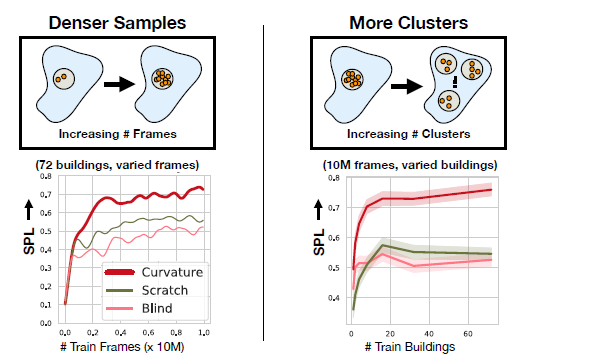 Denser Samples
Increasing # Frames
(72 buildings, varied frames)
SPL
0.8
0.7
0.6
0.5
0.4
0.3
0.2
0.1
0.0
Curvature
Scratch
Blind
0.0 0.2 0.4 0.6 0.8 1.0
# Train Frames (x 10M)
More Clusters
Increasing # Clusters
(10M frames, varied buildings)
SPL
0.8
0.7
0.6
0.5
0.4
0 20 40 60
# Train Buildings